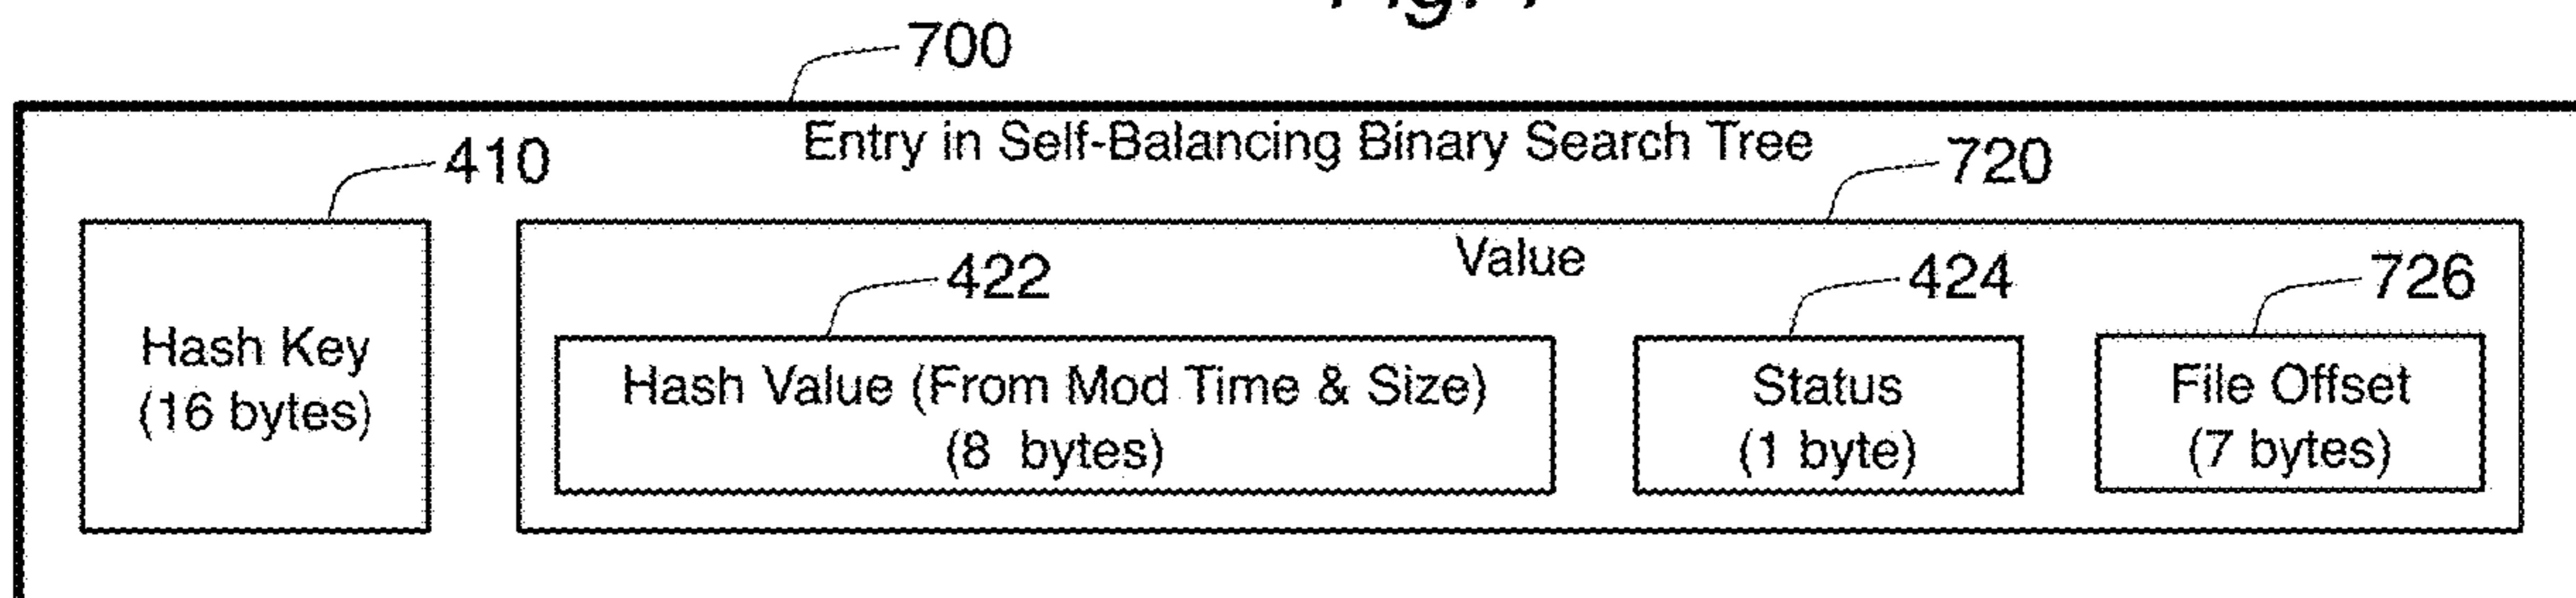 Fig.
700
Entry in Self-Balancing Binary Search Tree
410
720
Value
422
424
726
Hash Key
(16 bytes)
Hash Value (From Mod Time & Size)
(8 bytes)
Status
(1 byte)
File Offset
(7 bytes)